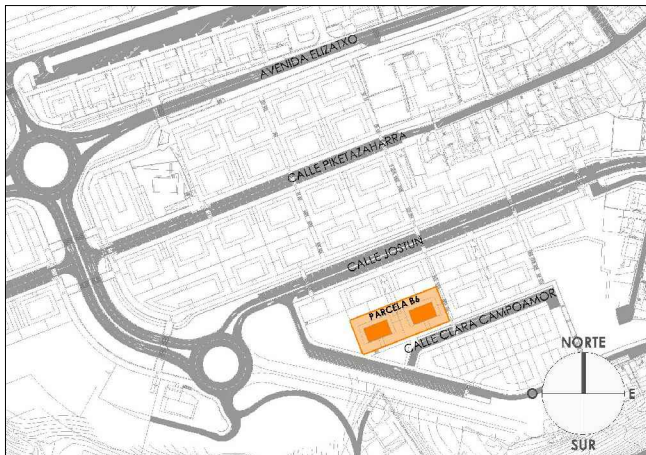 AVENIDA ELIZATXO
CALLE PIKETAZAHARRA
CALLE JOSTUN
PARCELA B6
CALLE CLARA CAMPOAMOR
NORTE
O
E
SUR